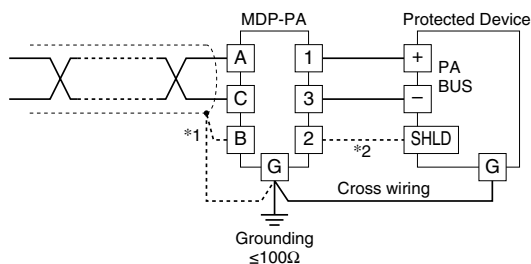 MDP-PA
Protected Device
A
1
+
PA
BUS
C
3
–
*1
B
2
*2
SHLD
G
G
Cross wiring
Grounding
≤100Ω